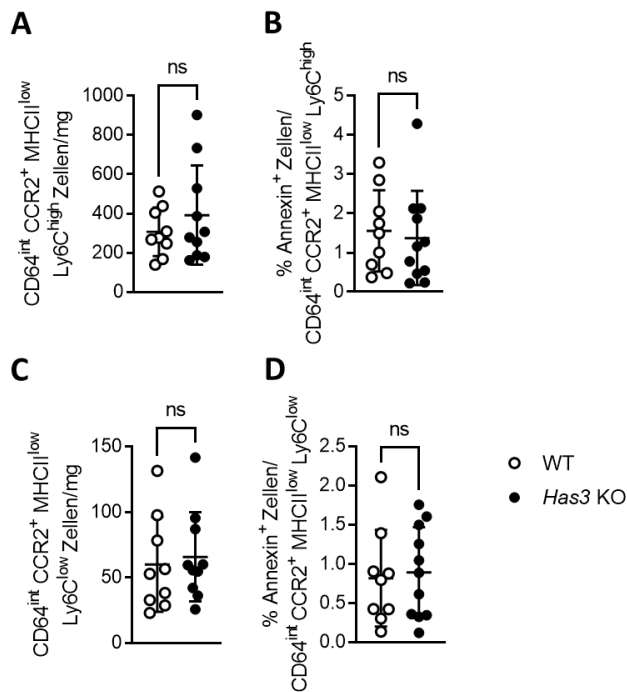 A
CD64int CCR2+ MHCIIlow
Ly6Chigh Zellen/mg
1000
800
600
400
200
0
ns
B
% Annexin+ Zellen/
CD64int CCR2+ MHCIIlow Ly6Chigh
5
4
3
2
1
0
ns
C
CD64int CCR2+ MHCIIlow
Ly6Clow Zellen/mg
150
100
50
0
ns
D
% Annexin+ Zellen/
CD64int CCR2+ MHCIIlow Ly6Clow
2.5
2.0
1.5
1.0
0.5
0.0
ns
WT
Has3 KO